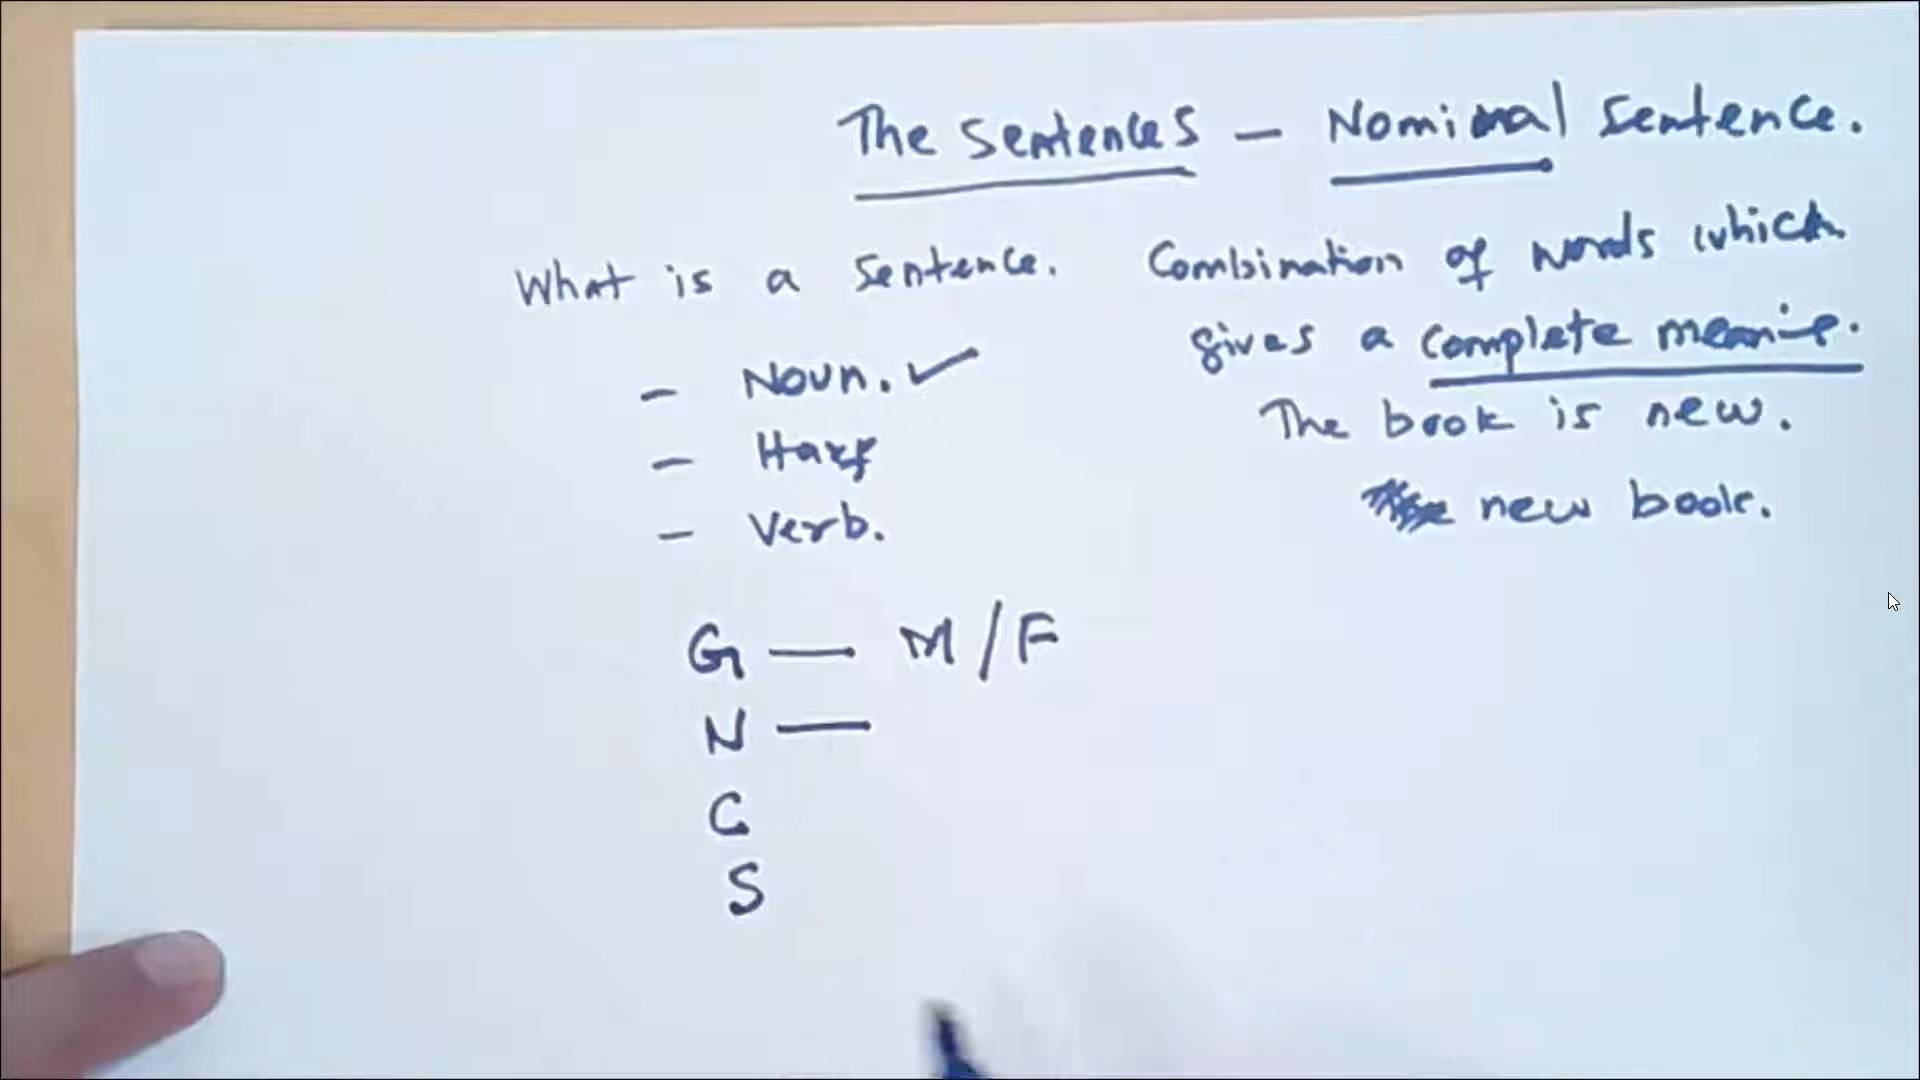 The Sentences - Nominal Sentence.
What is a Sentence. Combination of words which
gives a complete meaning.
- Noun. ✓
- Harf
- Verb.
The book is new.
new book.
G — M/F
N —
C
S